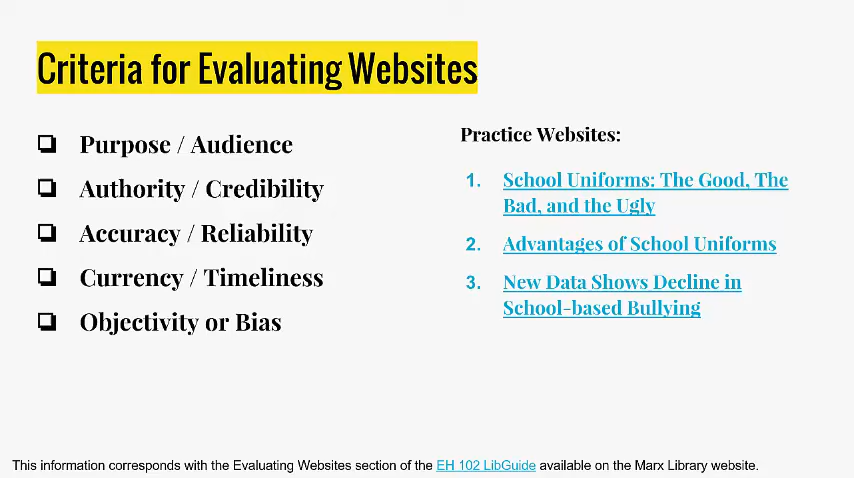 Criteria for Evaluating Websites
Purpose / Audience
Authority / Credibility
Accuracy / Reliability
Currency / Timeliness
Objectivity or Bias
Practice Websites:
1. School Uniforms: The Good, The
Bad, and the Ugly
2. Advantages of School Uniforms
3. New Data Shows Decline in
School-based Bullying
This information corresponds with the Evaluating Websites section of the EH 102 LibGuide available on the Marx Library website.